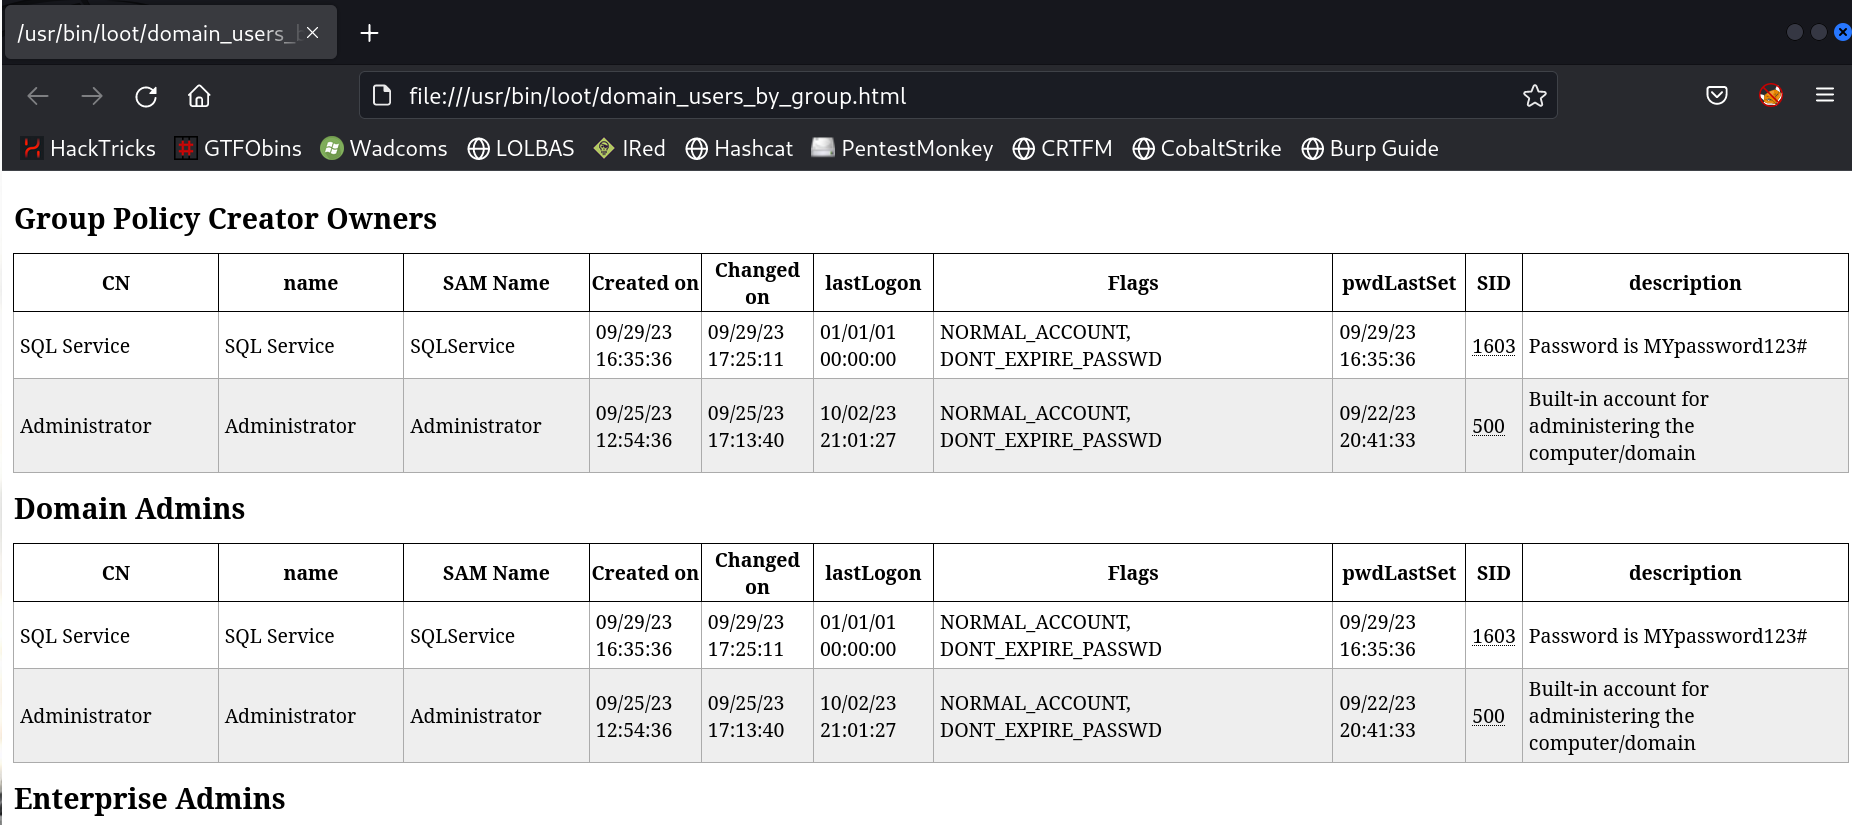 /usr/bin/loot/domain_users_
file:///usr/bin/loot/domain_users_by_group.html
HackTricks GTFObins Wadcoms LOLBAS IRed Hashcat PentestMonkey CRTFM CobaltStrike Burp Guide
Group Policy Creator Owners
CN name SAM Name Created on Changed on lastLogon Flags pwdLastSet SID description
SQL Service SQL Service SQLService 09/29/23 16:35:36 09/29/23 17:25:11 01/01/01 00:00:00 NORMAL_ACCOUNT, DONT_EXPIRE_PASSWD 09/29/23 16:35:36 1603 Password is MYpassword123#
Administrator Administrator Administrator 09/25/23 12:54:36 09/25/23 17:13:40 10/02/23 21:01:27 NORMAL_ACCOUNT, DONT_EXPIRE_PASSWD 09/22/23 20:41:33 500 Built-in account for administering the computer/domain
Domain Admins
CN name SAM Name Created on Changed on lastLogon Flags pwdLastSet SID description
SQL Service SQL Service SQLService 09/29/23 16:35:36 09/29/23 17:25:11 01/01/01 00:00:00 NORMAL_ACCOUNT, DONT_EXPIRE_PASSWD 09/29/23 16:35:36 1603 Password is MYpassword123#
Administrator Administrator Administrator 09/25/23 12:54:36 09/25/23 17:13:40 10/02/23 21:01:27 NORMAL_ACCOUNT, DONT_EXPIRE_PASSWD 09/22/23 20:41:33 500 Built-in account for administering the computer/domain
Enterprise Admins